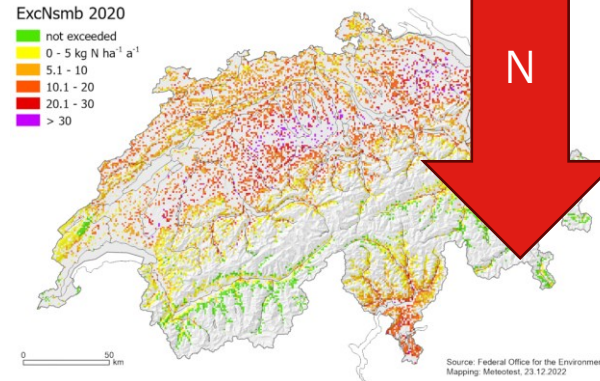 ExcNsmb 2020
not exceeded
0 - 5 kg N ha⁻¹ a⁻¹
5.1 - 10
10.1 - 20
20.1 - 30
> 30
N
0 50 km
Source: Federal Office for the Environmen
Mapping: Meteotest, 23.12.2022